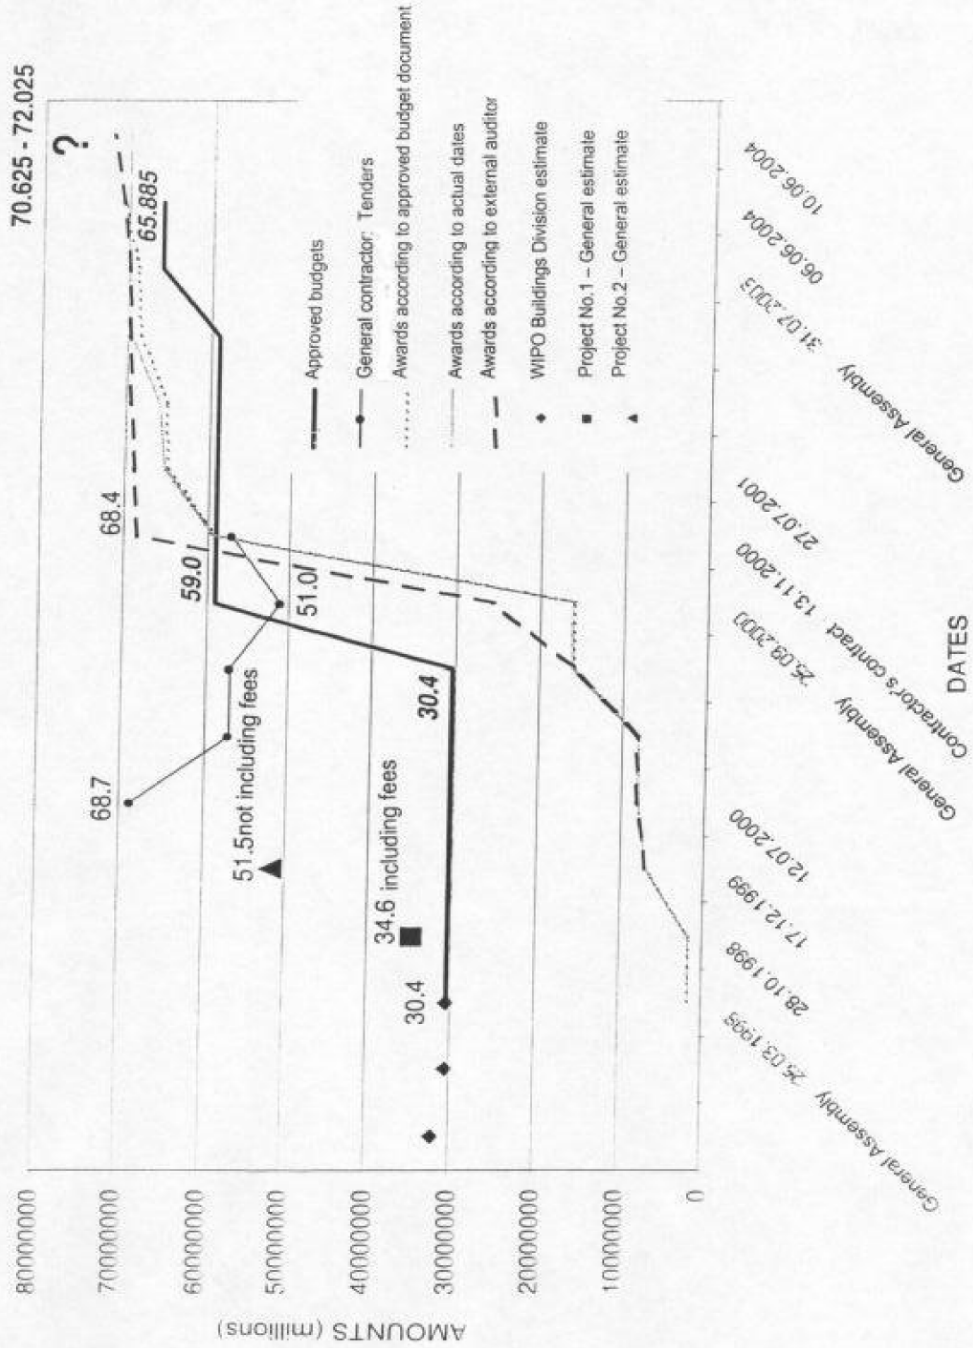 70.625 - 72.025
?
65.885
68.4
59.0
51.0
68.7
51.5not including fees
30.4
34.6 including fees
30.4
Approved budgets
General contractor: Tenders
Awards according to approved budget document
Awards according to actual dates
Awards according to external auditor
WIPO Buildings Division estimate
Project No.1 – General estimate
Project No.2 – General estimate
AMOUNTS (millions)
80000000
70000000
60000000
50000000
40000000
30000000
20000000
10000000
0
General Assembly 25.03.1998
28.10.1998
17.12.1999
12.07.2000
General Assembly 25.09.2000
Contractor's contract 13.11.2000
27.07.2001
General Assembly 31.07.2003
06.06.2004
10.06.2004
DATES